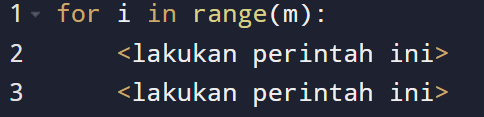 1 for i in range(m):
2 <lakukan perintah ini>
3 <lakukan perintah ini>